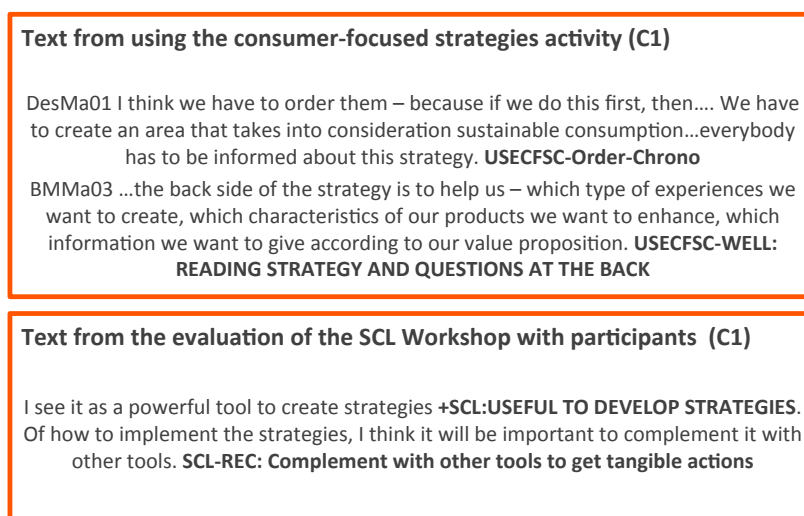 Text from using the consumer-focused strategies activity (C1)
DesMa01 I think we have to order them – because if we do this first, then…. We have
to create an area that takes into consideration sustainable consumption…everybody
has to be informed about this strategy. USECFSC-Order-Chrono
BMMa03 …the back side of the strategy is to help us – which type of experiences we
want to create, which characteristics of our products we want to enhance, which
information we want to give according to our value proposition. USECFSC-WELL:
READING STRATEGY AND QUESTIONS AT THE BACK
Text from the evaluation of the SCL Workshop with participants (C1)
I see it as a powerful tool to create strategies +SCL:USEFUL TO DEVELOP STRATEGIES.
Of how to implement the strategies, I think it will be important to complement it with
other tools. SCL-REC: Complement with other tools to get tangible actions